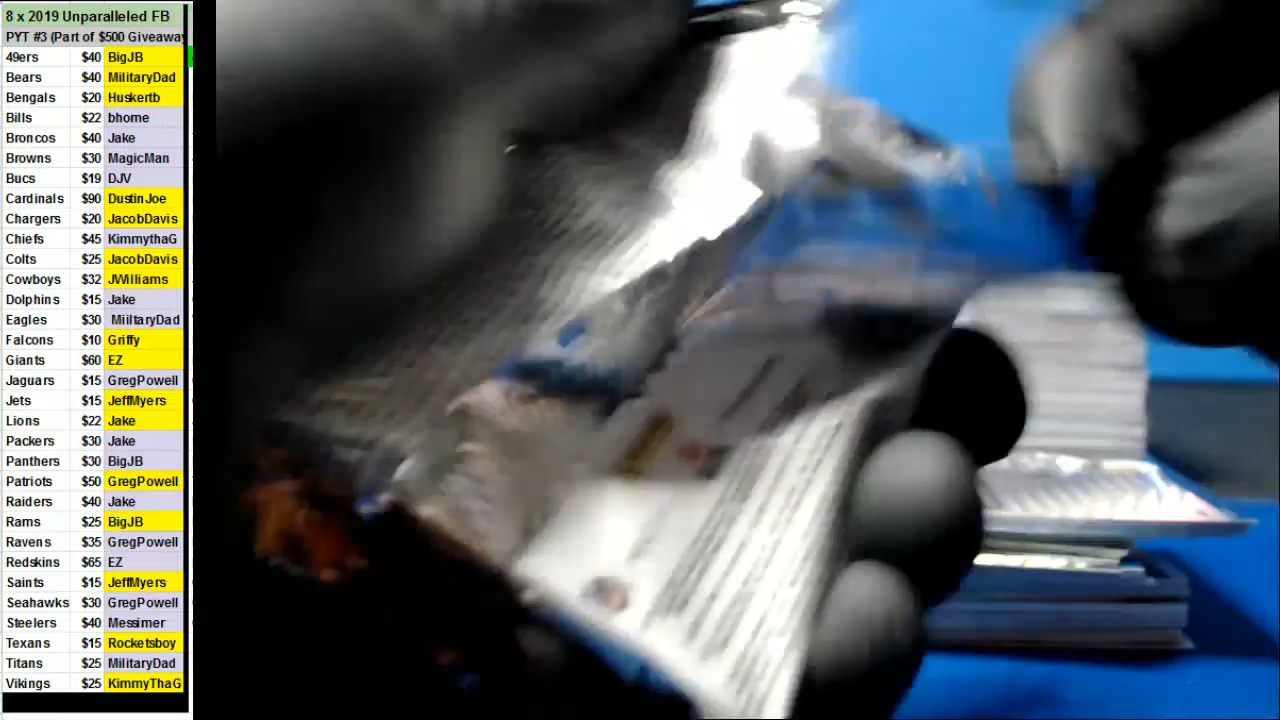 8 x 2019 Unparalleled FB
PYT #3 (Part of $500 Giveaway
49ers $40 BigJB
Bears $40 MilitaryDad
Bengals $20 Huskertb
Bills $22 bhorne
Broncos $40 Jake
Browns $30 MagicMan
Bucs $19 DJV
Cardinals $90 DustinJoe
Chargers $20 JacobDavis
Chiefs $45 KimmythaG
Colts $25 JacobDavis
Cowboys $32 JWilliams
Dolphins $15 Jake
Eagles $30 MiiltaryDad
Falcons $10 Griffy
Giants $60 EZ
Jaguars $15 GregPowell
Jets $15 JeffMyers
Lions $22 Jake
Packers $30 Jake
Panthers $30 BigJB
Patriots $50 GregPowell
Raiders $40 Jake
Rams $25 BigJB
Ravens $35 GregPowell
Redskins $65 EZ
Saints $15 JeffMyers
Seahawks $30 GregPowell
Steelers $40 Messimer
Texans $15 Rocketsboy
Titans $25 MilitaryDad
Vikings $25 KimmyThaG